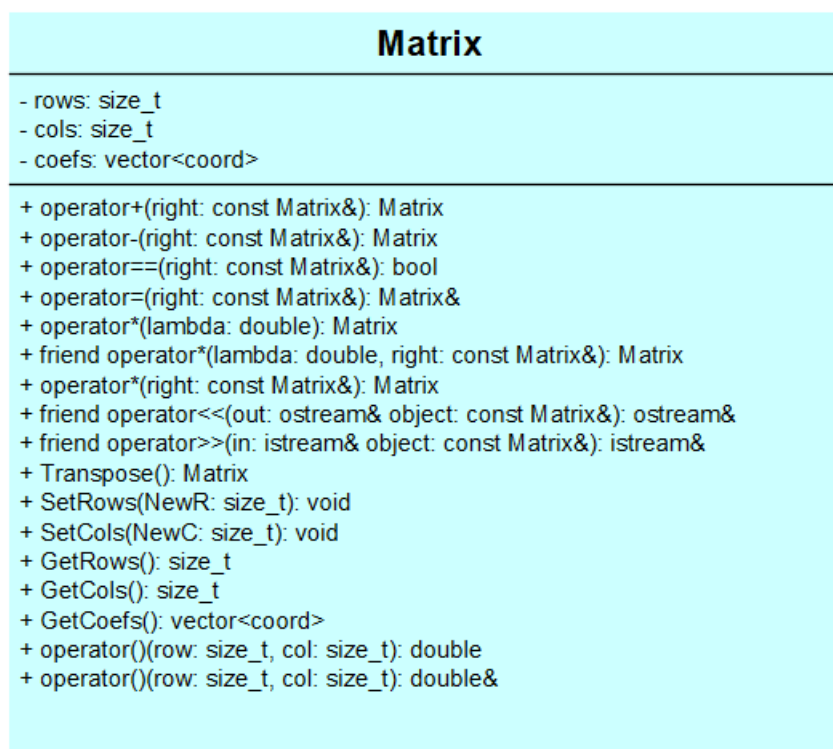 Matrix
- rows: size_t
- cols: size_t
- coefs: vector<coord>
+ operator+(right: const Matrix&): Matrix
+ operator-(right: const Matrix&): Matrix
+ operator==(right: const Matrix&): bool
+ operator=(right: const Matrix&): Matrix&
+ operator*(lambda: double): Matrix
+ friend operator*(lambda: double, right: const Matrix&): Matrix
+ operator*(right: const Matrix&): Matrix
+ friend operator<<(out: ostream& object: const Matrix&): ostream&
+ friend operator>>(in: istream& object: const Matrix&): istream&
+ Transpose(): Matrix
+ SetRows(NewR: size_t): void
+ SetCols(NewC: size_t): void
+ GetRows(): size_t
+ GetCols(): size_t
+ GetCoefs(): vector<coord>
+ operator()(row: size_t, col: size_t): double
+ operator()(row: size_t, col: size_t): double&